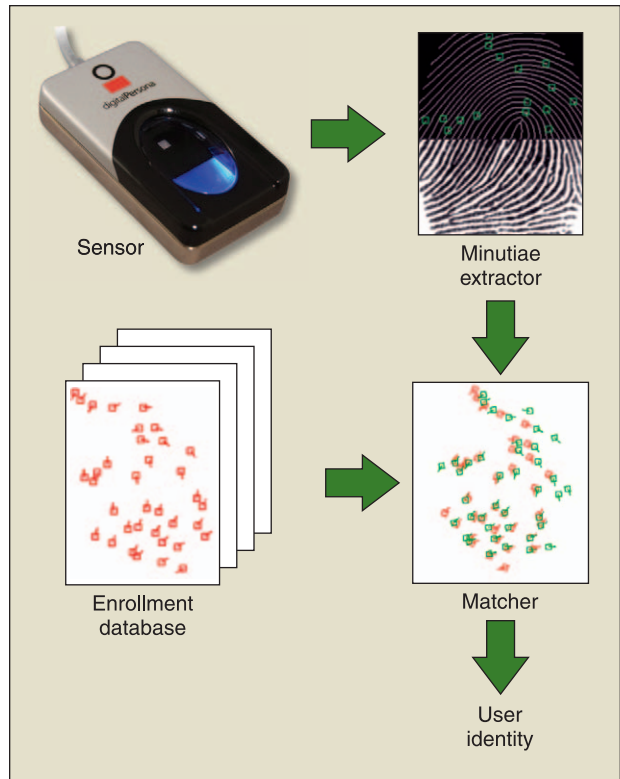 digitalPersona
Sensor
Minutiae
extractor
Enrollment
database
Matcher
User
identity